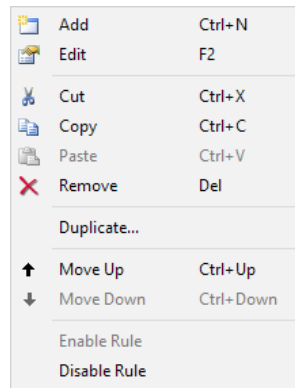 Add Ctrl+N
Edit F2
Cut Ctrl+X
Copy Ctrl+C
Paste Ctrl+V
Remove Del
Duplicate...
Move Up Ctrl+Up
Move Down Ctrl+Down
Enable Rule
Disable Rule